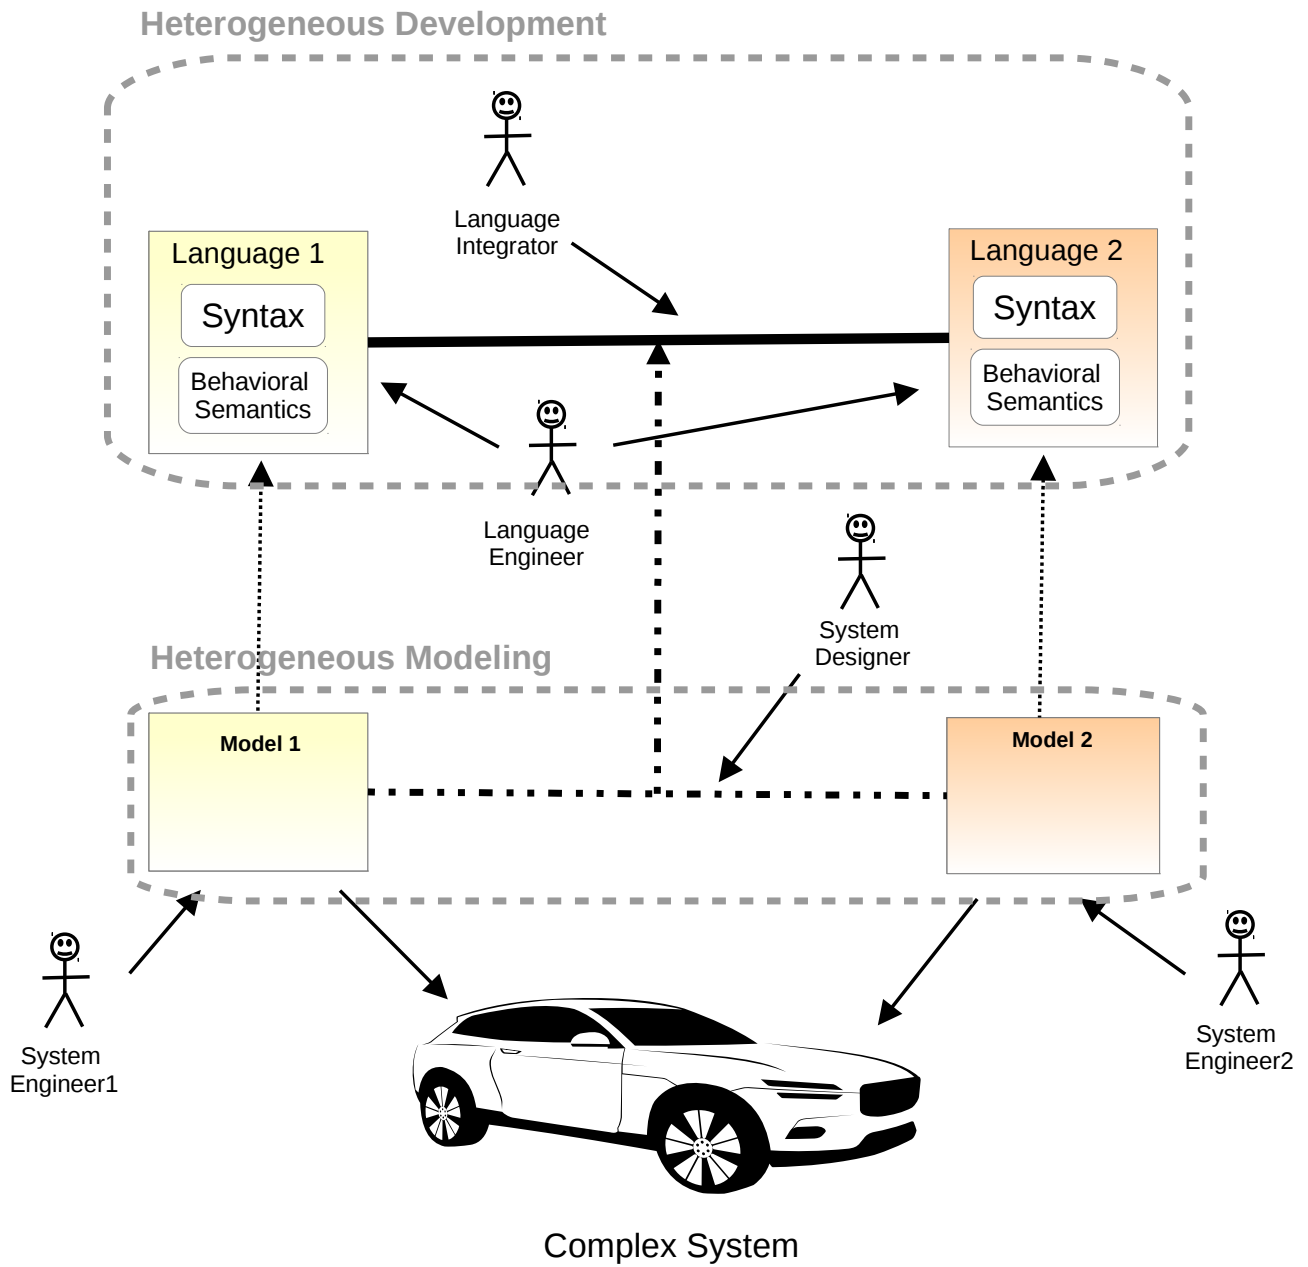 Heterogeneous Development
Language
Integrator
Language 1
Syntax
Behavioral
Semantics
Language 2
Syntax
Behavioral
Semantics
Language
Engineer
System
Designer
Heterogeneous Modeling
Model 1
Model 2
System
Engineer1
System
Engineer2
Complex System